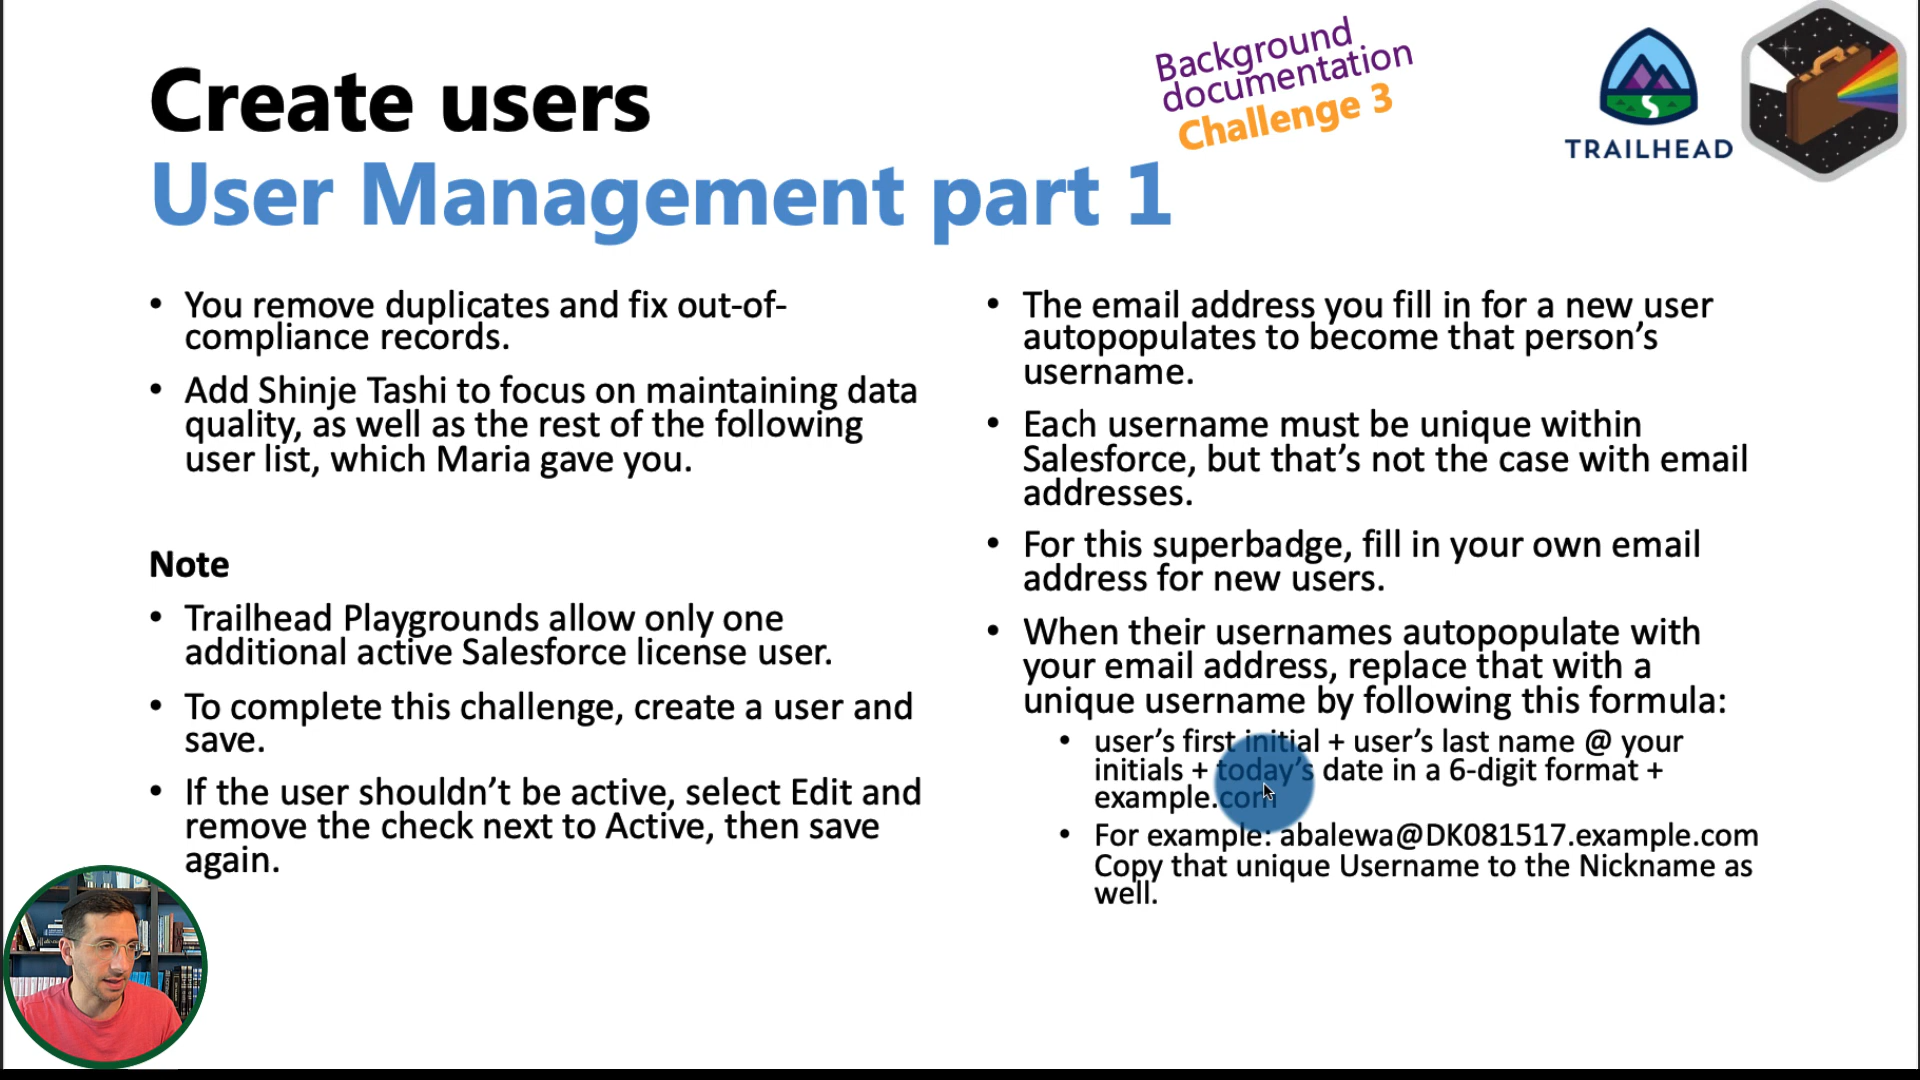 Create users
User Management part 1
Background
documentation
Challenge 3
TRAILHEAD
• You remove duplicates and fix out-of-
compliance records.
• Add Shinje Tashi to focus on maintaining data
quality, as well as the rest of the following
user list, which Maria gave you.
Note
• Trailhead Playgrounds allow only one
additional active Salesforce license user.
• To complete this challenge, create a user and
save.
• If the user shouldn’t be active, select Edit and
remove the check next to Active, then save
again.
• The email address you fill in for a new user
autopopulates to become that person’s
username.
• Each username must be unique within
Salesforce, but that’s not the case with email
addresses.
• For this superbadge, fill in your own email
address for new users.
• When their usernames autopopulate with
your email address, replace that with a
unique username by following this formula:
• user’s first initial + user’s last name @ your
initials + today’s date in a 6-digit format +
example.com
• For example: abalewa@DK081517.example.com
Copy that unique Username to the Nickname as
well.